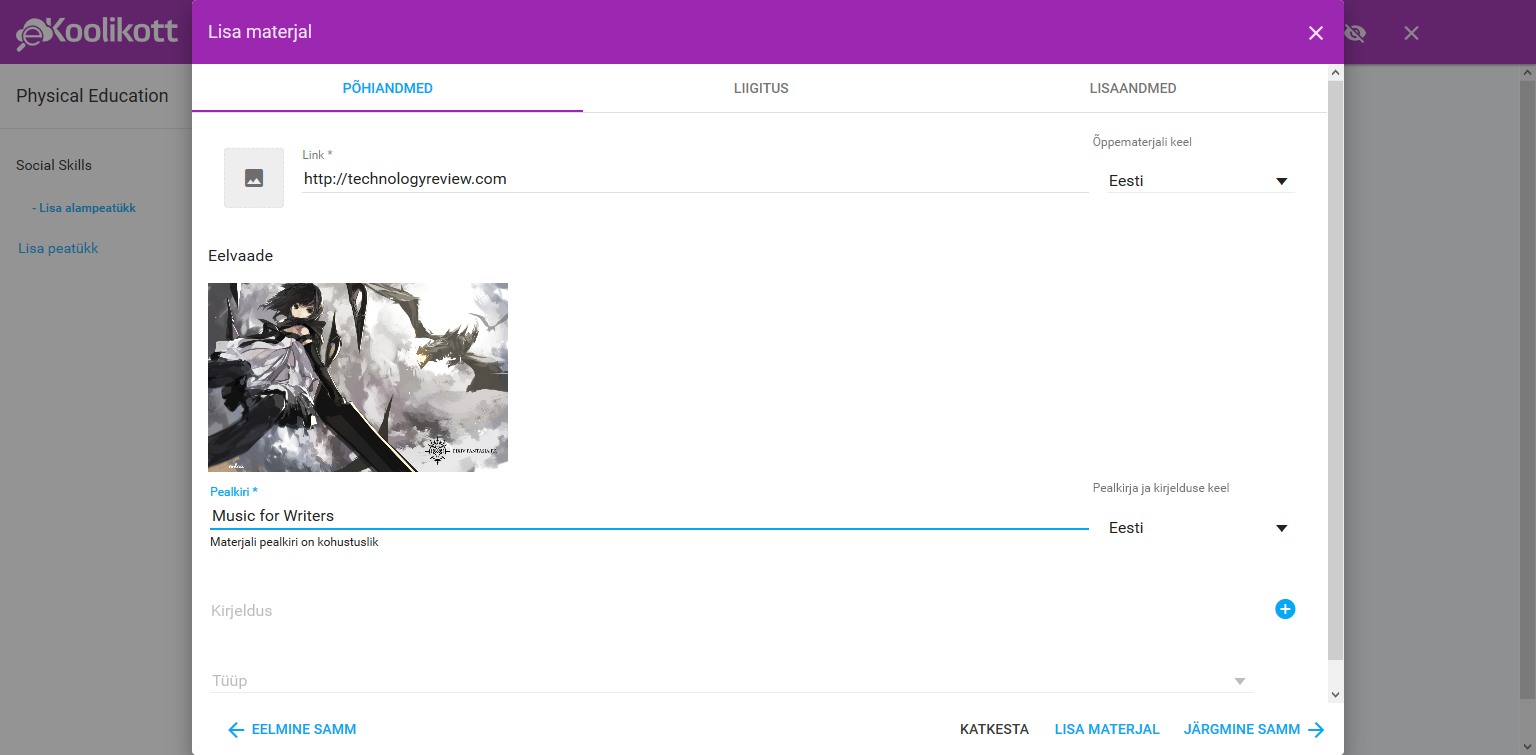 eKoolikott
Lisa materjal
Physical Education
Social Skills
- Lisa alampeatükk
Lisa peatükk
PÕHIANDMED
LIIGITUS
LISAANDMED
Link *
http://technologyreview.com
Õppematerjali keel
Eesti
Eelvaade
Pealkiri *
Music for Writers
Materjali pealkiri on kohustuslik
Pealkirja ja kirjelduse keel
Eesti
Kirjeldus
Tüüp
EELMINE SAMM
KATKESTA
LISA MATERJAL
JÄRGMINE SAMM